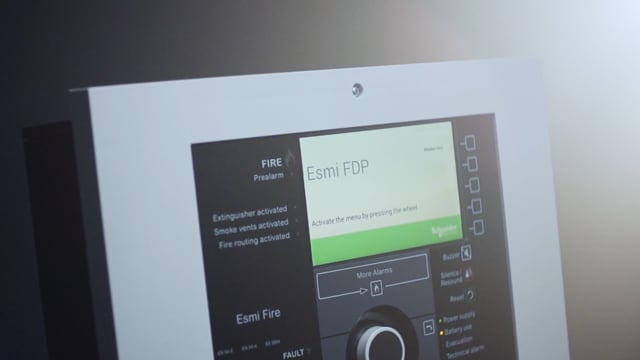 FIRE
Prealarm
Extinguisher activated
Smoke vents activated
Fire routing activated
Esmi Fire
FAULT
Esmi FDP
Activate the menu by pressing the wheel
Schneider
More Alarms
Buzzer
Silence /
Resound
Reset
Power supply
Battery use
Evacuation
Technical alarm